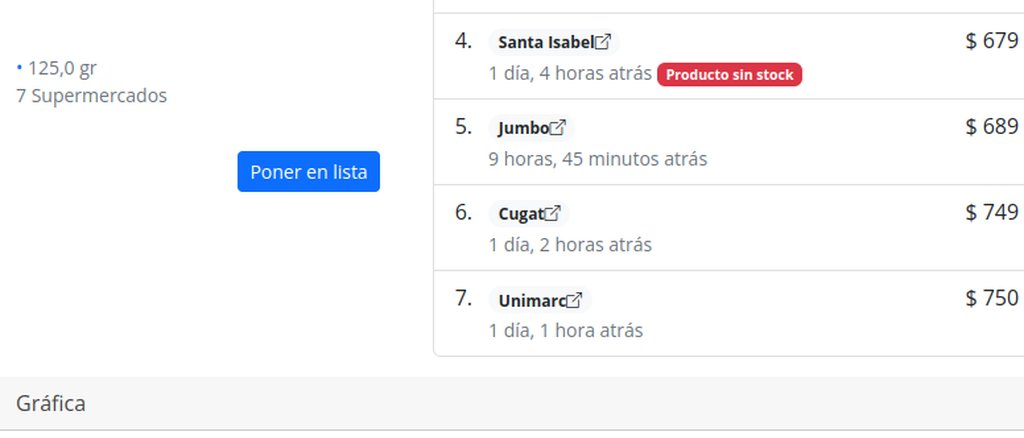 • 125,0 gr
7 Supermercados
Poner en lista
4. Santa Isabel $ 679
1 día, 4 horas atrás Producto sin stock
5. Jumbo $ 689
9 horas, 45 minutos atrás
6. Cugat $ 749
1 día, 2 horas atrás
7. Unimarc $ 750
1 día, 1 hora atrás
Gráfica